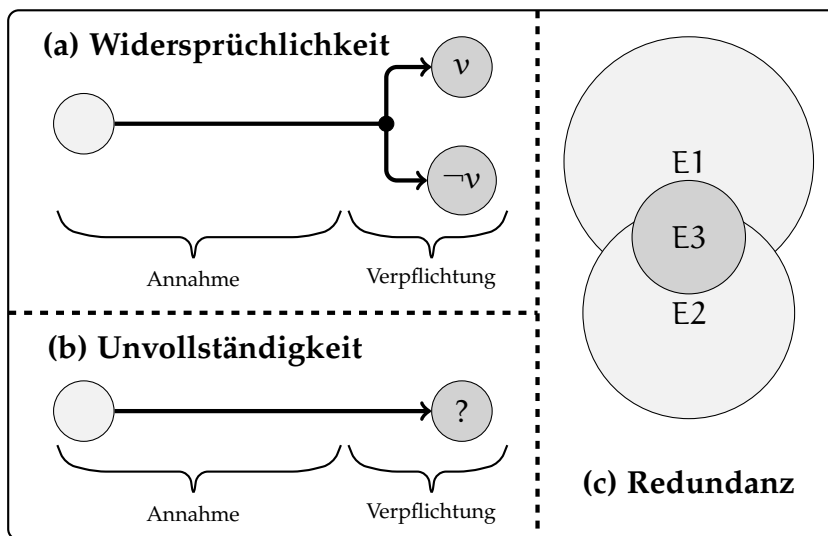 (a) Widersprüchlichkeit
v
¬v
Annahme
Verpflichtung
(b) Unvollständigkeit
?
Annahme
Verpflichtung
E1
E3
E2
(c) Redundanz